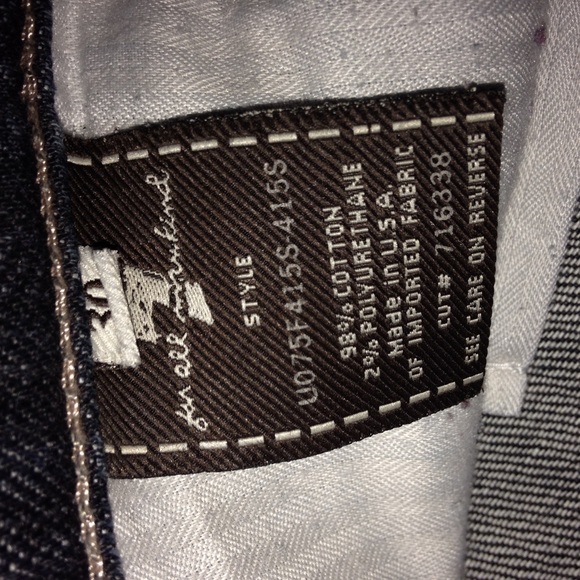 7
for all mankind
STYLE
U075F415S-415S
98% COTTON
2% POLYURETHANE
Made in U.S.A.
OF IMPORTED FABRIC
CUT# 716338
SEE CARE ON REVERSE